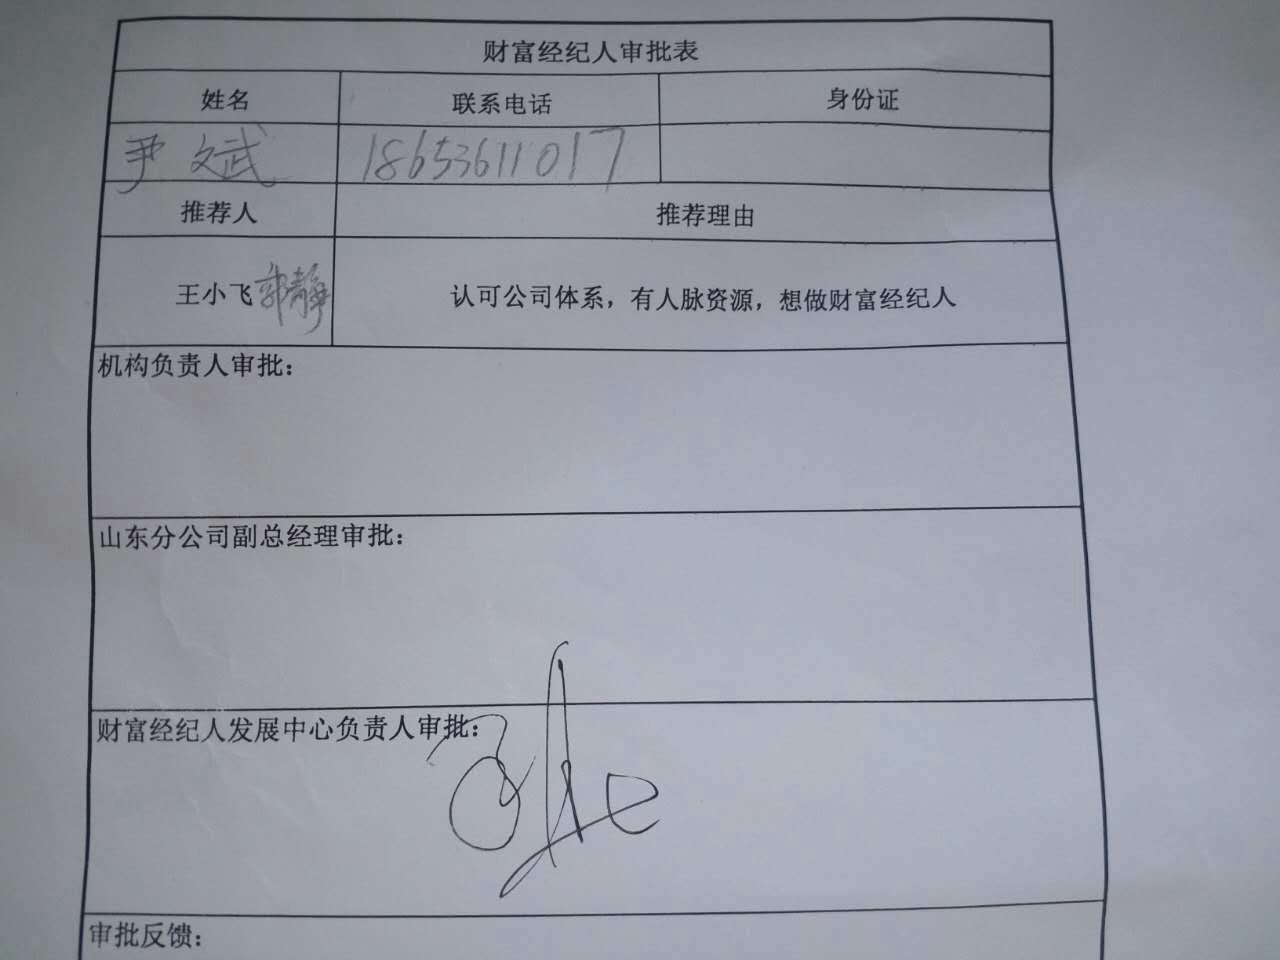 财富经纪人审批表
姓名 联系电话 身份证
尹文武 18653611017
推荐人 推荐理由
王小飞 郭静 认可公司体系，有人脉资源，想做财富经纪人
机构负责人审批：
山东分公司副总经理审批：
财富经纪人发展中心负责人审批：
审批反馈：